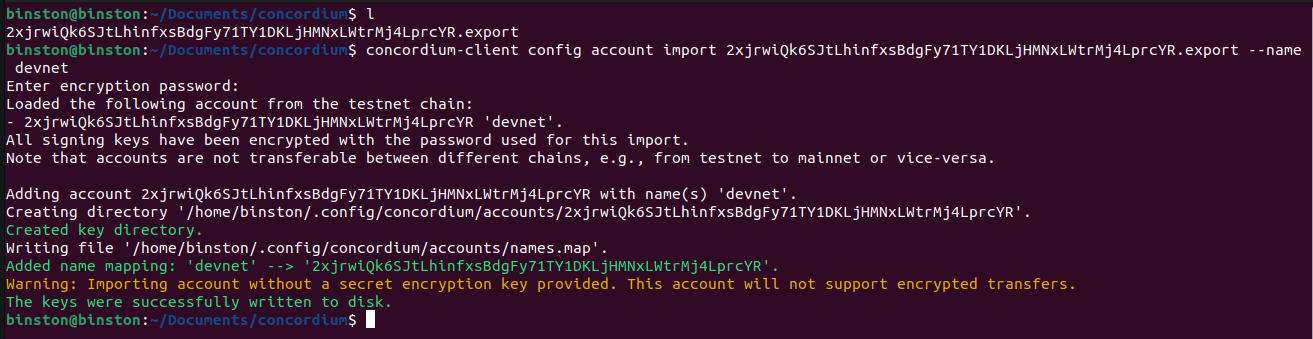 binston@binston:~/Documents/concordium$ l
2xjrwiQk6SJtLhinfxsBdgFy71TY1DKLjHMNxLWtrMj4LprcYR.export
binston@binston:~/Documents/concordium$ concordium-client config account import 2xjrwiQk6SJtLhinfxsBdgFy71TY1DKLjHMNxLWtrMj4LprcYR.export --name
 devnet
Enter encryption password:
Loaded the following account from the testnet chain:
- 2xjrwiQk6SJtLhinfxsBdgFy71TY1DKLjHMNxLWtrMj4LprcYR 'devnet'.
All signing keys have been encrypted with the password used for this import.
Note that accounts are not transferable between different chains, e.g., from testnet to mainnet or vice-versa.

Adding account 2xjrwiQk6SJtLhinfxsBdgFy71TY1DKLjHMNxLWtrMj4LprcYR with name(s) 'devnet'.
Creating directory '/home/binston/.config/concordium/accounts/2xjrwiQk6SJtLhinfxsBdgFy71TY1DKLjHMNxLWtrMj4LprcYR'.
Created key directory.
Writing file '/home/binston/.config/concordium/accounts/names.map'.
Added name mapping: 'devnet' --> '2xjrwiQk6SJtLhinfxsBdgFy71TY1DKLjHMNxLWtrMj4LprcYR'.
Warning: Importing account without a secret encryption key provided. This account will not support encrypted transfers.
The keys were successfully written to disk.
binston@binston:~/Documents/concordium$